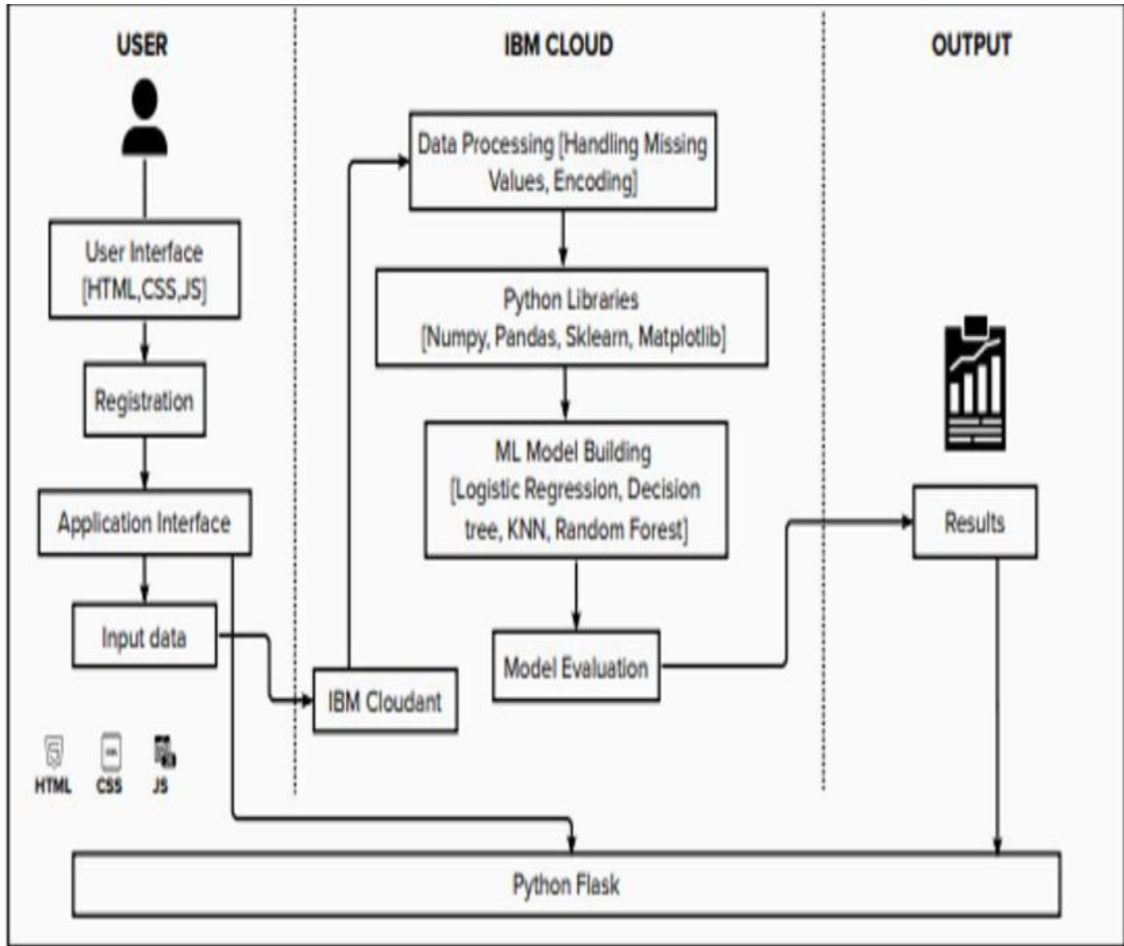 USER
User Interface
[HTML,CSS,JS]
Registration
Application Interface
Input data
HTML
CSS
JS
IBM CLOUD
Data Processing [Handling Missing
Values, Encoding]
Python Libraries
[Numpy, Pandas, Sklearn, Matplotlib]
ML Model Building
[Logistic Regression, Decision
tree, KNN, Random Forest]
Model Evaluation
IBM Cloudant
OUTPUT
Results
Python Flask